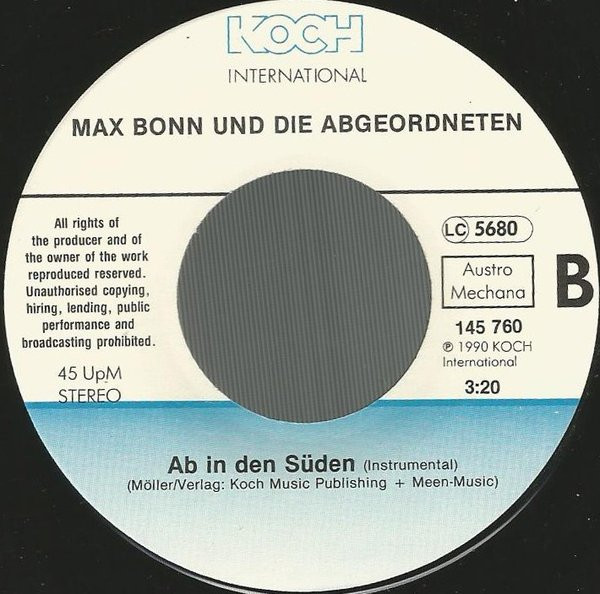 KOCH
INTERNATIONAL
MAX BONN UND DIE ABGEORDNETEN
All rights of
the producer and of
the owner of the work
reproduced reserved.
Unauthorised copying,
hiring, lending, public
performance and
broadcasting prohibited.
45 UpM
STEREO
LC 5680
Austro
Mechana
B
145 760
℗ 1990 KOCH
International
3:20
Ab in den Süden (Instrumental)
(Möller/Verlag: Koch Music Publishing + Meen-Music)